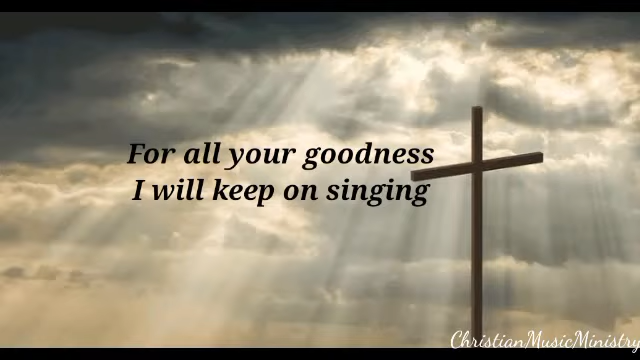 For all your goodness
I will keep on singing
ChristianMusicMinistry